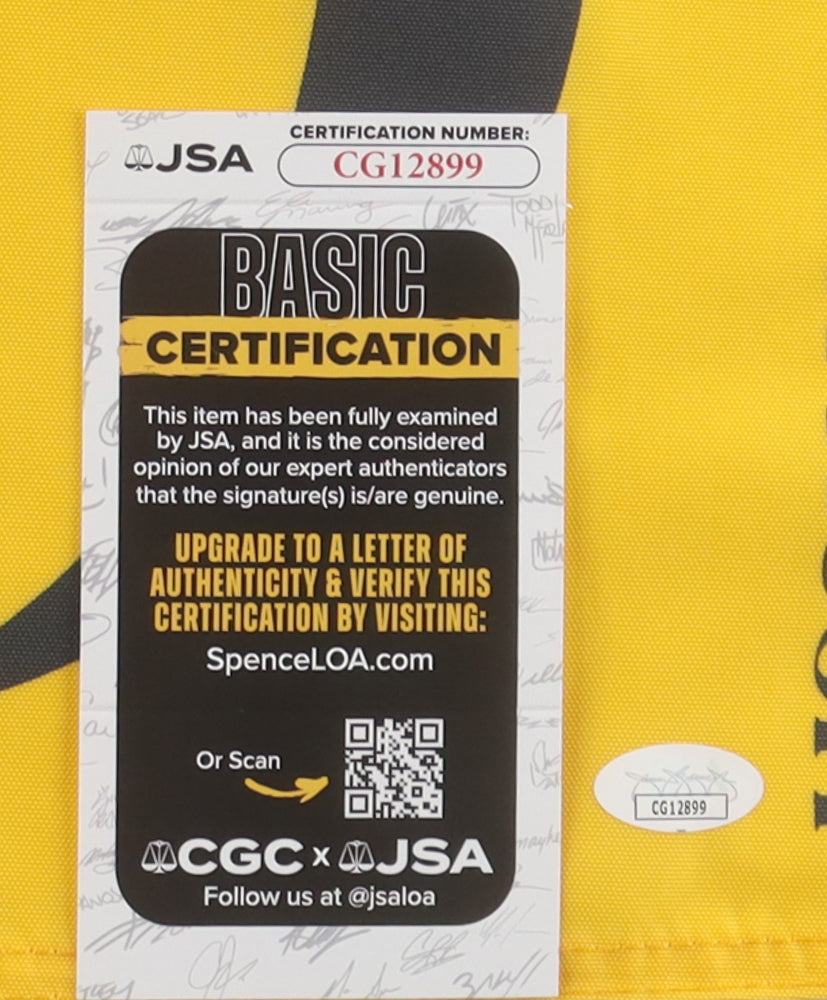 JSA
CERTIFICATION NUMBER:
CG12899
BASIC
CERTIFICATION
This item has been fully examined
by JSA, and it is the considered
opinion of our expert authenticators
that the signature(s) is/are genuine.
UPGRADE TO A LETTER OF
AUTHENTICITY & VERIFY THIS
CERTIFICATION BY VISITING:
SpenceLOA.com
Or Scan
CGC x JSA
Follow us at @jsaloa
CG12899